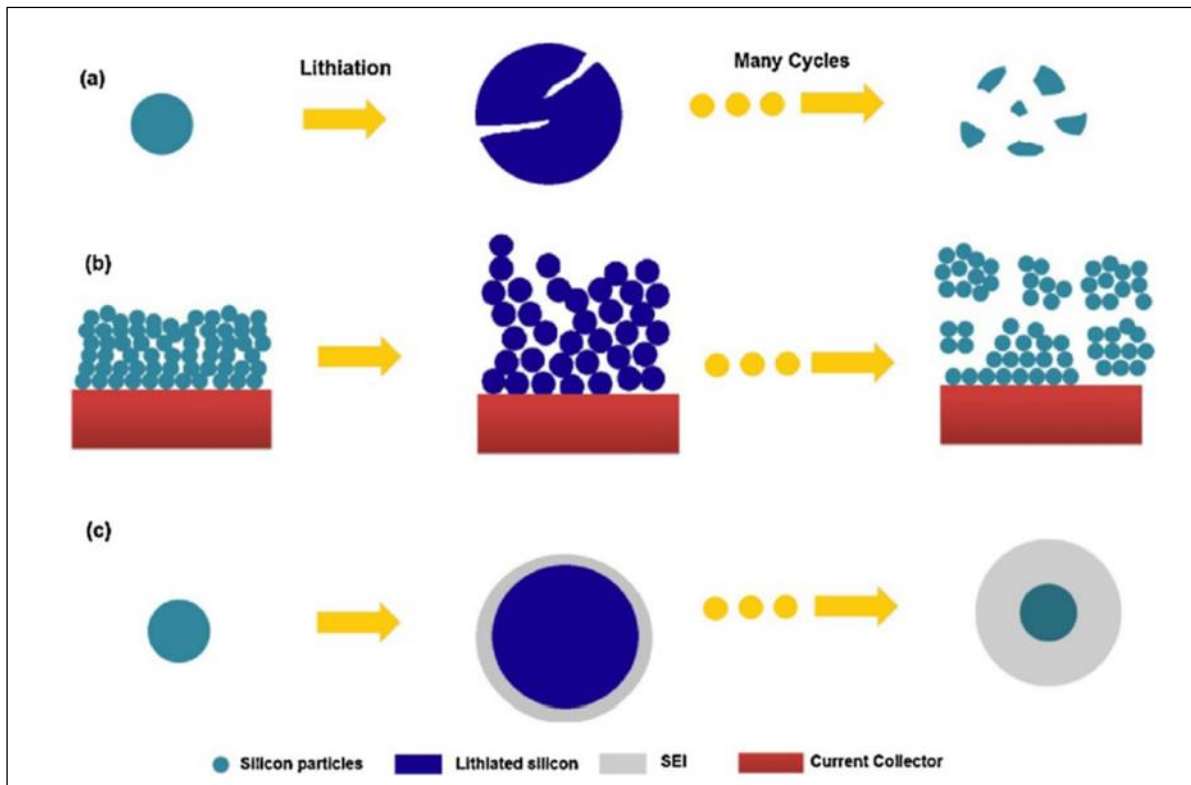 (a)
Lithiation
Many Cycles
(b)
(c)
Silicon particles
Lithiated silicon
SEI
Current Collector